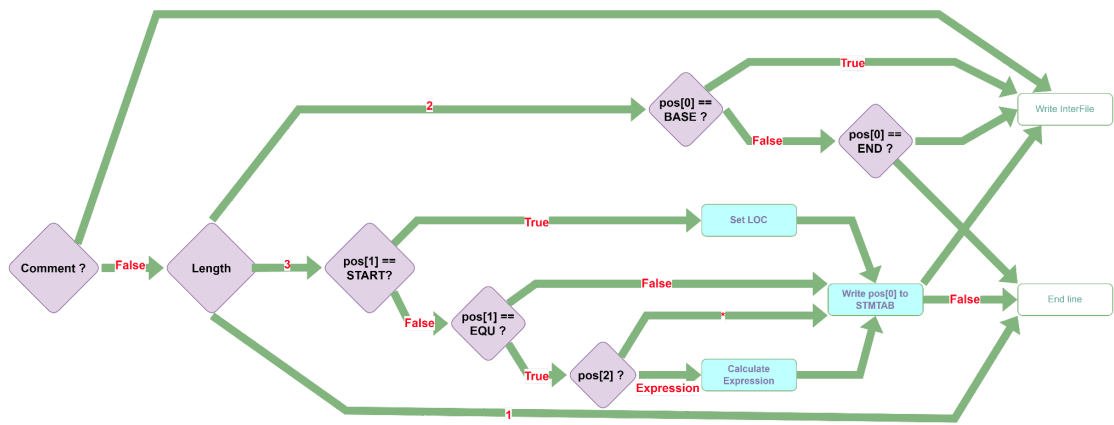 True
2
pos[0] ==
BASE ?
Write InterFile
False
pos[0] ==
END ?
True
Set LOC
Comment ?
False
Length
3
pos[1] ==
START?
False
False
Write pos[0] to
STMTAB
False
End line
pos[1] ==
EQU ?
*
True
pos[2] ?
Expression
Calculate
Expression
1